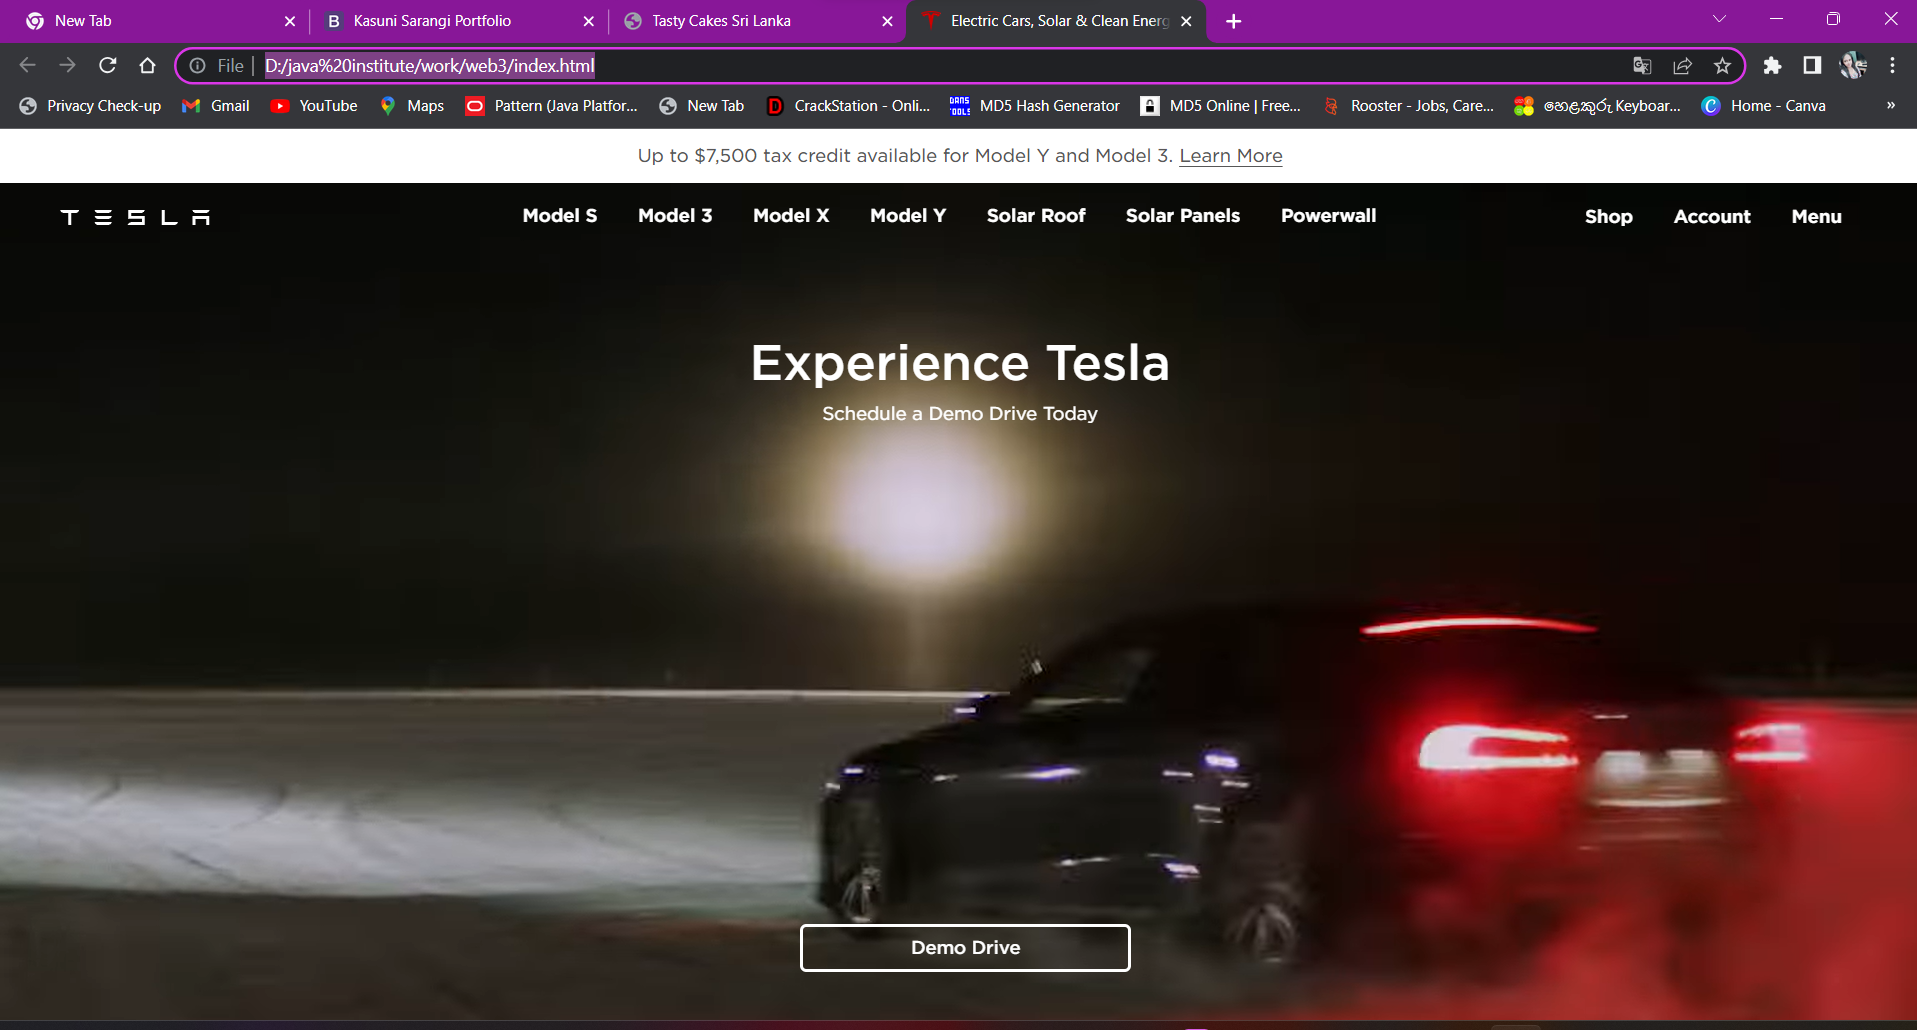 New Tab
Kasuni Sarangi Portfolio
Tasty Cakes Sri Lanka
Electric Cars, Solar & Clean Energ
File
D:/java%20institute/work/web3/index.html
Privacy Check-up
Gmail
YouTube
Maps
Pattern (Java Platfor...
New Tab
CrackStation - Onli...
MD5 Hash Generator
MD5 Online | Free...
Rooster - Jobs, Care...
හෙළකුරු Keyboar...
Home - Canva
»
Up to $7,500 tax credit available for Model Y and Model 3. Learn More
TESLA
Model S
Model 3
Model X
Model Y
Solar Roof
Solar Panels
Powerwall
Shop
Account
Menu
Experience Tesla
Schedule a Demo Drive Today
Demo Drive